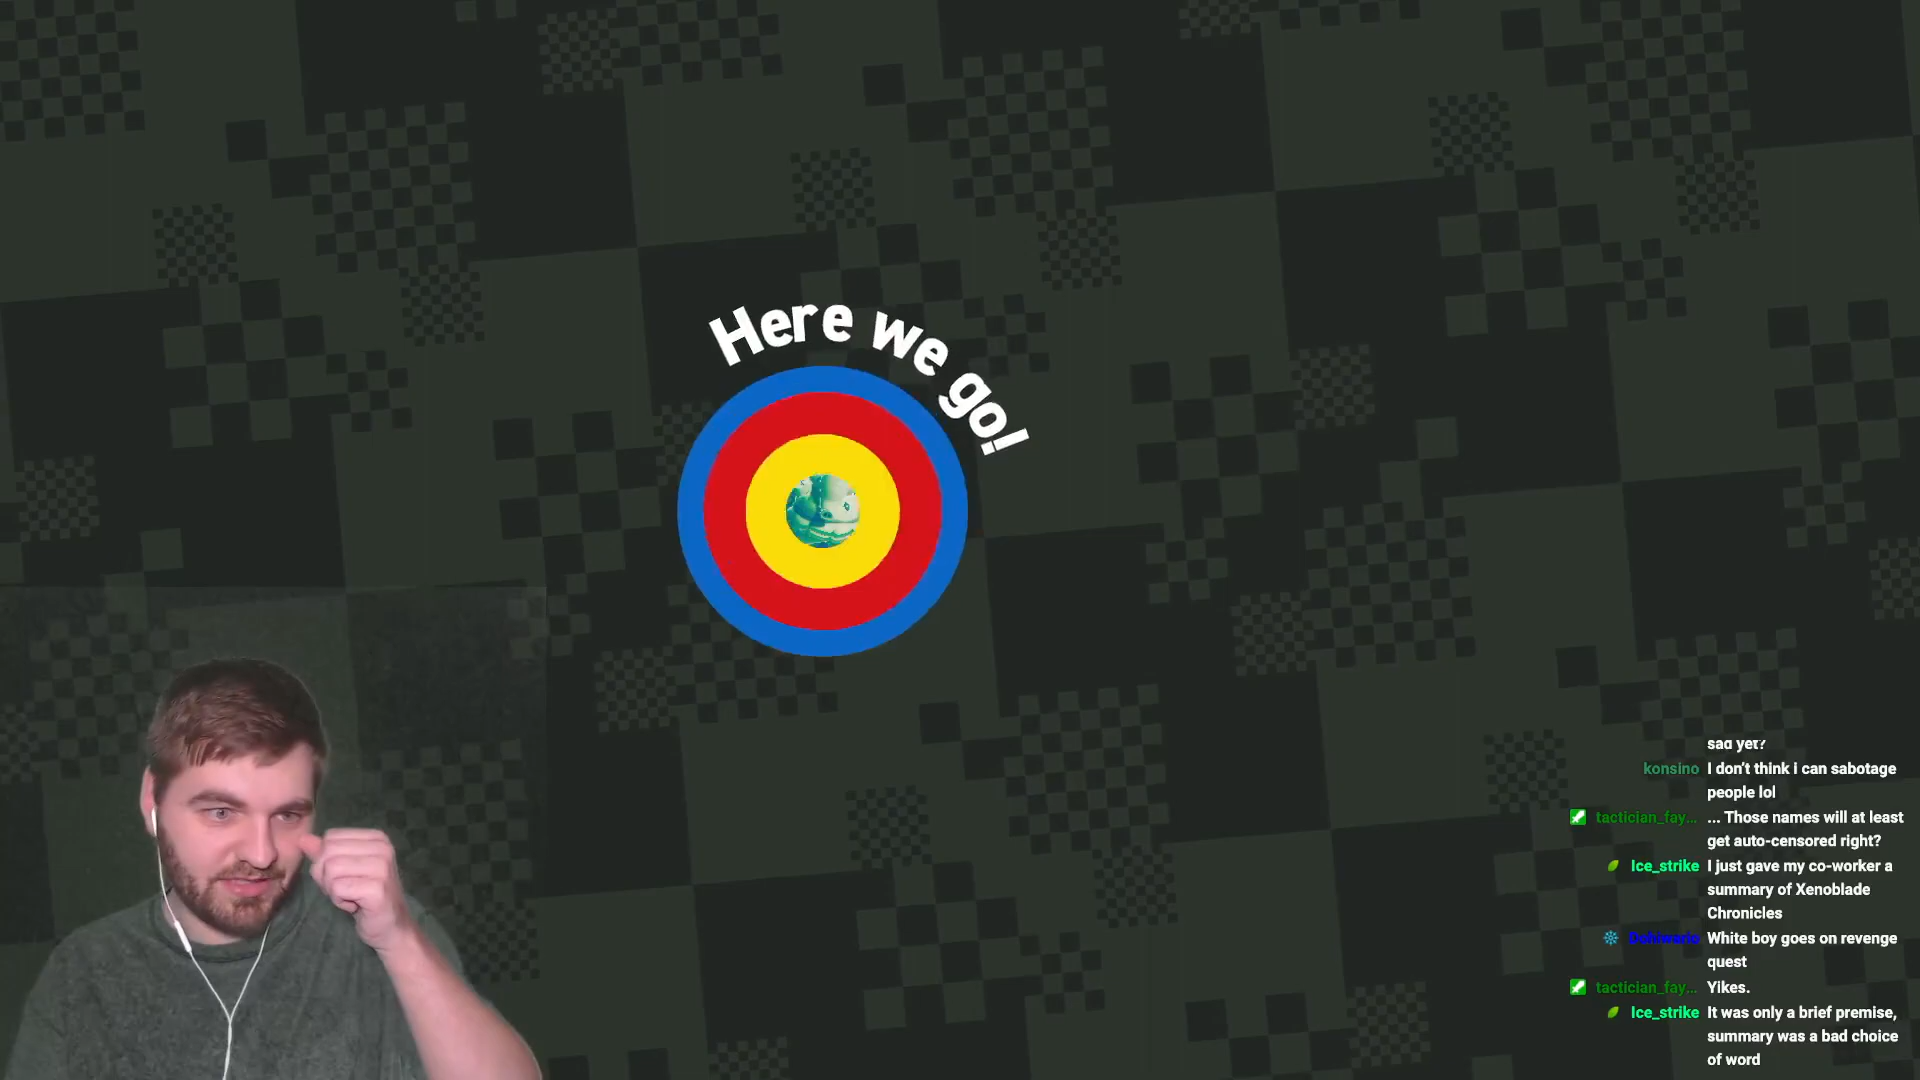 Here we go!
sad yet?
konsino I don't think i can sabotage
people lol
tactician_fay... ... Those names will at least
get auto-censored right?
Ice_strike I just gave my co-worker a
summary of Xenoblade
Chronicles
Dohiwario White boy goes on revenge
quest
tactician_fay... Yikes.
Ice_strike It was only a brief premise,
summary was a bad choice
of word